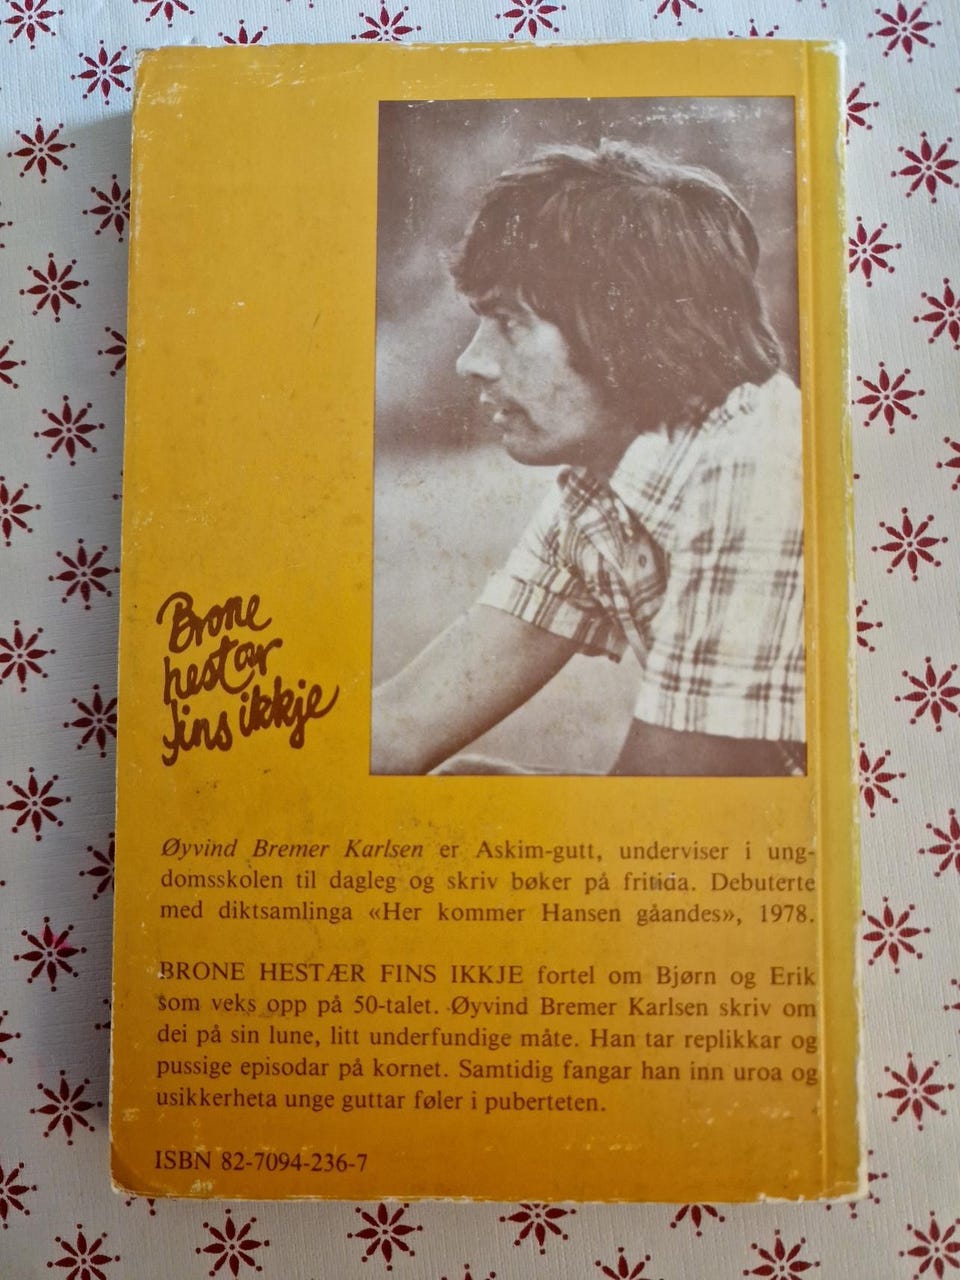 Brone
hestær
fins ikkje
Øyvind Bremer Karlsen er Askim-gutt, underviser i ung-
domsskolen til dagleg og skriv bøker på fritida. Debuterte
med diktsamlinga «Her kommer Hansen gåandes», 1978.
BRONE HESTÆR FINS IKKJE fortel om Bjørn og Erik
som veks opp på 50-talet. Øyvind Bremer Karlsen skriv om
dei på sin lune, litt underfundige måte. Han tar replikkar og
pussige episodar på kornet. Samtidig fangar han inn uroa og
usikkerheta unge guttar føler i puberteten.
ISBN 82-7094-236-7